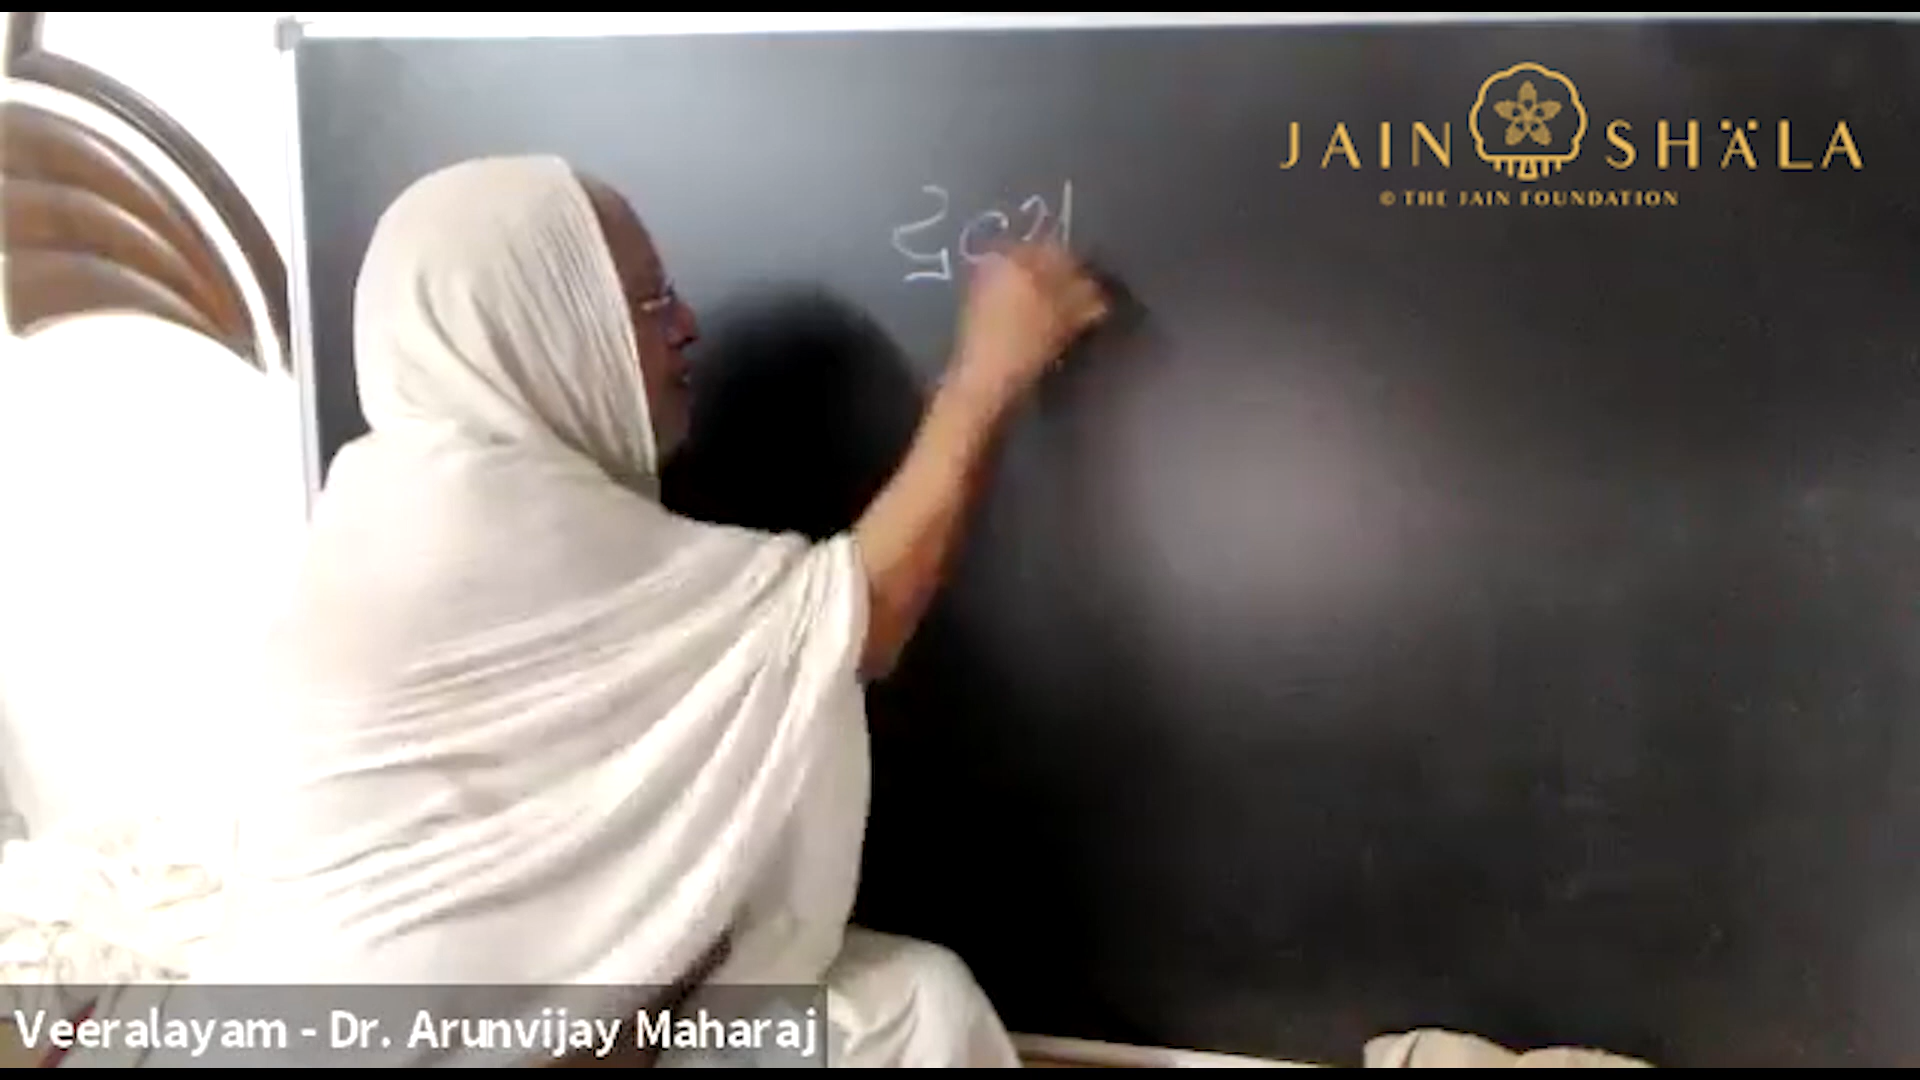 JAIN SHÄLA
© THE JAIN FOUNDATION
Veeralayam - Dr. Arunvijay Maharaj